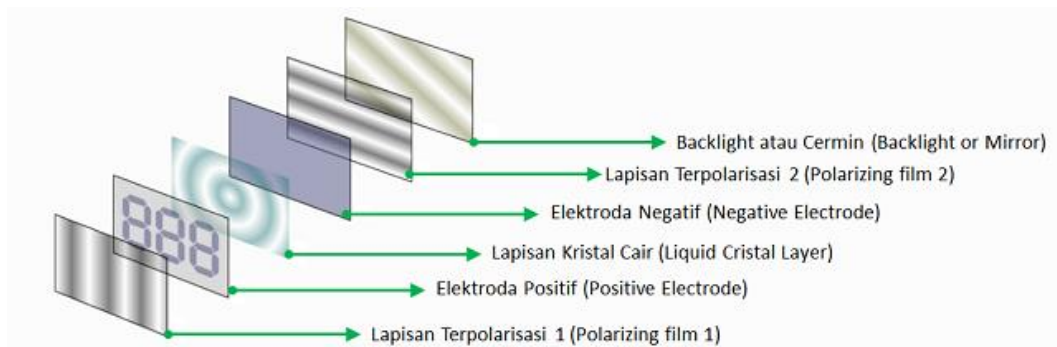 Backlight atau Cermin (Backlight or Mirror)
Lapisan Terpolarisasi 2 (Polarizing film 2)
Elektroda Negatif (Negative Electrode)
Lapisan Kristal Cair (Liquid Cristal Layer)
888
Elektroda Positif (Positive Electrode)
Lapisan Terpolarisasi 1 (Polarizing film 1)